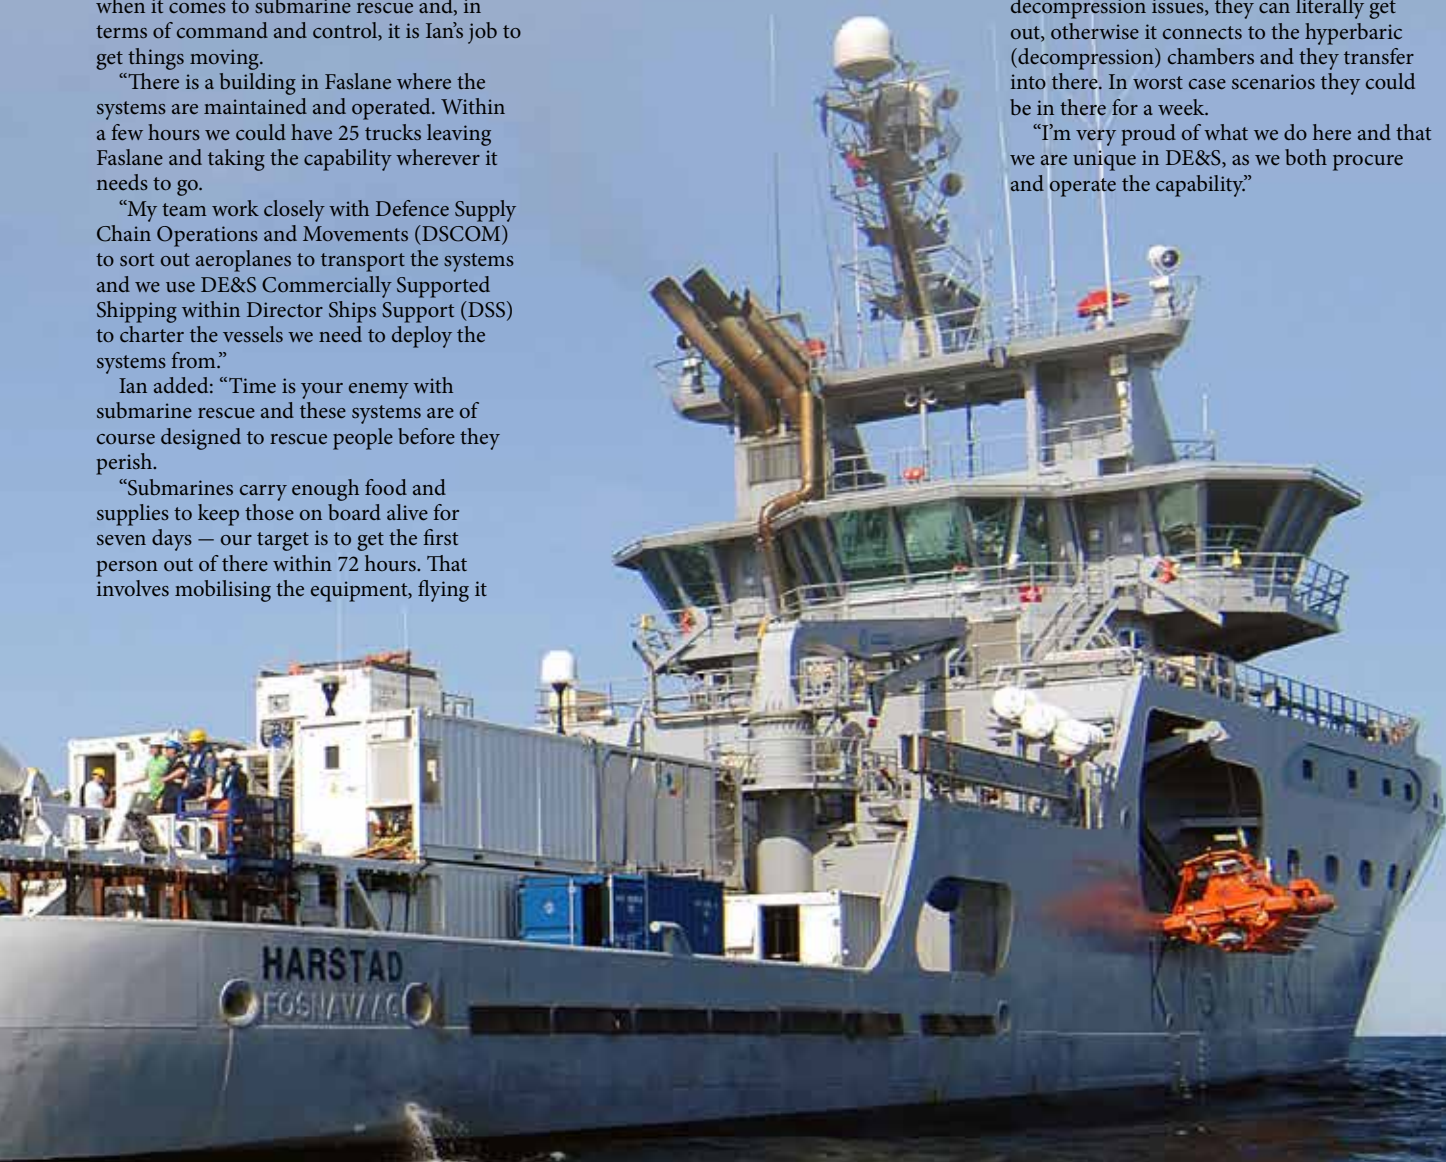 when it comes to submarine rescue and, in
terms of command and control, it is Ian’s job to
get things moving.
“There is a building in Faslane where the
systems are maintained and operated. Within
a few hours we could have 25 trucks leaving
Faslane and taking the capability wherever it
needs to go.
“My team work closely with Defence Supply
Chain Operations and Movements (DSCOM)
to sort out aeroplanes to transport the systems
and we use DE&S Commercially Supported
Shipping within Director Ships Support (DSS)
to charter the vessels we need to deploy the
systems from.”
Ian added: “Time is your enemy with
submarine rescue and these systems are of
course designed to rescue people before they
perish.
“Submarines carry enough food and
supplies to keep those on board alive for
seven days — our target is to get the first
person out of there within 72 hours. That
involves mobilising the equipment, flying it
decompression issues, they can literally get
out, otherwise it connects to the hyperbaric
(decompression) chambers and they transfer
into there. In worst case scenarios they could
be in there for a week.
“I’m very proud of what we do here and that
we are unique in DE&S, as we both procure
and operate the capability.”
HARSTAD
FOSNAVAAG